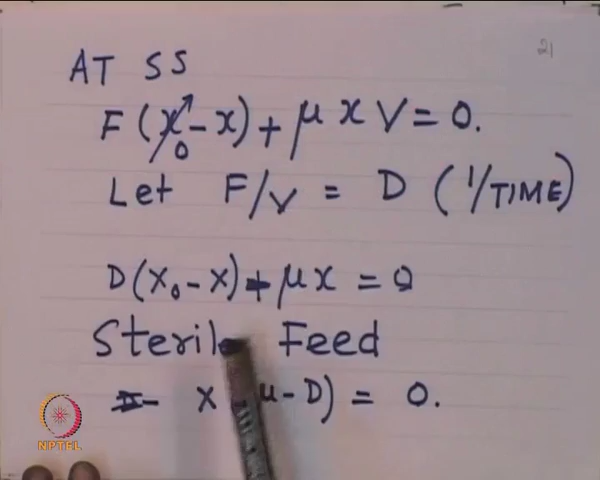 21
AT SS
F(x₀ - x) + μ x V = 0.
Let F/V = D (1/TIME)
D(x₀ - x) + μx = 0
Sterile Feed
x (μ - D) = 0.
NPTEL